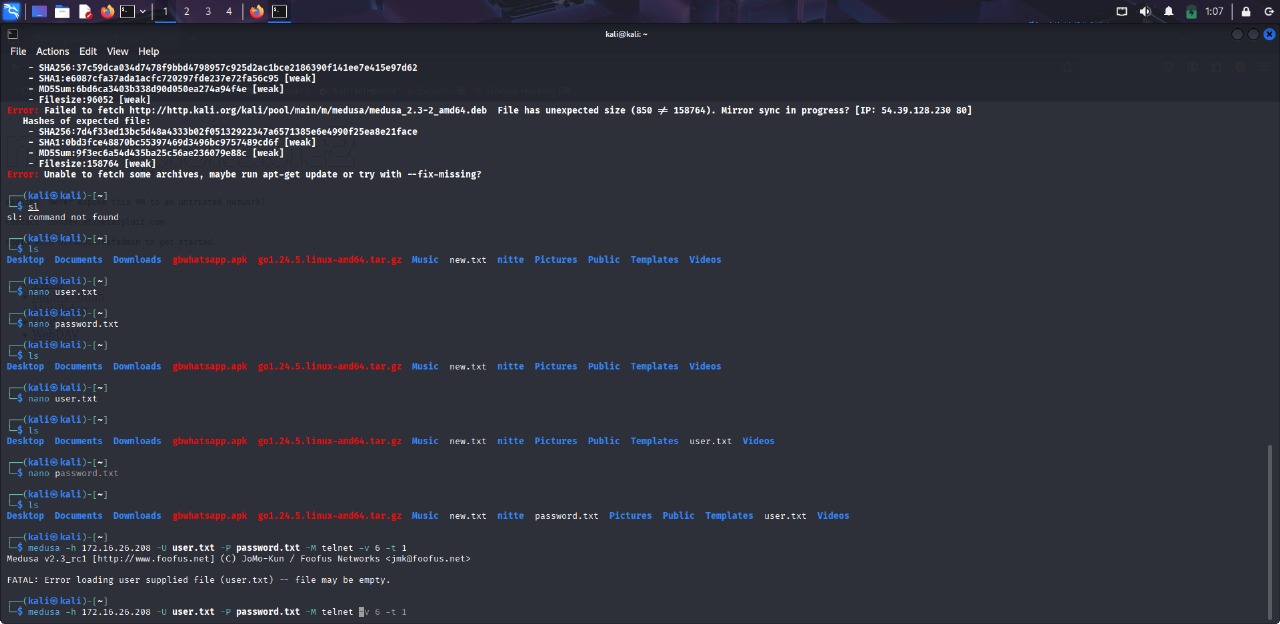 1 2 3 4 1:07
kali@kali: ~
File Actions Edit View Help
- SHA256:37c59dca034d7478f9bbd4798957c925d2ac1bce2186390f141ee7e415e97d62
- SHA1:e6087cfa37ada1acfc720297fde237e72fa56c95 [weak]
- MD5Sum:6bd6ca3403b338d90d050ea274a94f4e [weak]
- Filesize:96052 [weak]
Error: Failed to fetch http://http.kali.org/kali/pool/main/m/medusa/medusa_2.3-2_amd64.deb File has unexpected size (850 ≠ 158764). Mirror sync in progress? [IP: 54.39.128.230 80]
Hashes of expected file:
- SHA256:7d4f33ed13bc5d48a4333b02f05132922347a6571385e6e4990f25ea8e21face
- SHA1:0bd3fce48870bc55397469d3496bc9757489cd6f [weak]
- MD5Sum:9f3ec6a54d435ba25c56ae236079e88c [weak]
- Filesize:158764 [weak]
Error: Unable to fetch some archives, maybe run apt-get update or try with --fix-missing?
┌──(kali㉿kali)-[~]
└─$ sl
sl: command not found
┌──(kali㉿kali)-[~]
└─$ ls
Desktop Documents Downloads gbwhatsapp.apk go1.24.5.linux-amd64.tar.gz Music new.txt nitte Pictures Public Templates Videos
┌──(kali㉿kali)-[~]
└─$ nano user.txt
┌──(kali㉿kali)-[~]
└─$ nano password.txt
┌──(kali㉿kali)-[~]
└─$ ls
Desktop Documents Downloads gbwhatsapp.apk go1.24.5.linux-amd64.tar.gz Music new.txt nitte Pictures Public Templates Videos
┌──(kali㉿kali)-[~]
└─$ nano user.txt
┌──(kali㉿kali)-[~]
└─$ ls
Desktop Documents Downloads gbwhatsapp.apk go1.24.5.linux-amd64.tar.gz Music new.txt nitte Pictures Public Templates user.txt Videos
┌──(kali㉿kali)-[~]
└─$ nano password.txt
┌──(kali㉿kali)-[~]
└─$ ls
Desktop Documents Downloads gbwhatsapp.apk go1.24.5.linux-amd64.tar.gz Music new.txt nitte password.txt Pictures Public Templates user.txt Videos
┌──(kali㉿kali)-[~]
└─$ medusa -h 172.16.26.208 -U user.txt -P password.txt -M telnet -v 6 -t 1
Medusa v2.3_rc1 [http://www.foofus.net] (C) JoMo-Kun / Foofus Networks <jmk@foofus.net>
FATAL: Error loading user supplied file (user.txt) -- file may be empty.
┌──(kali㉿kali)-[~]
└─$ medusa -h 172.16.26.208 -U user.txt -P password.txt -M telnet -v 6 -t 1